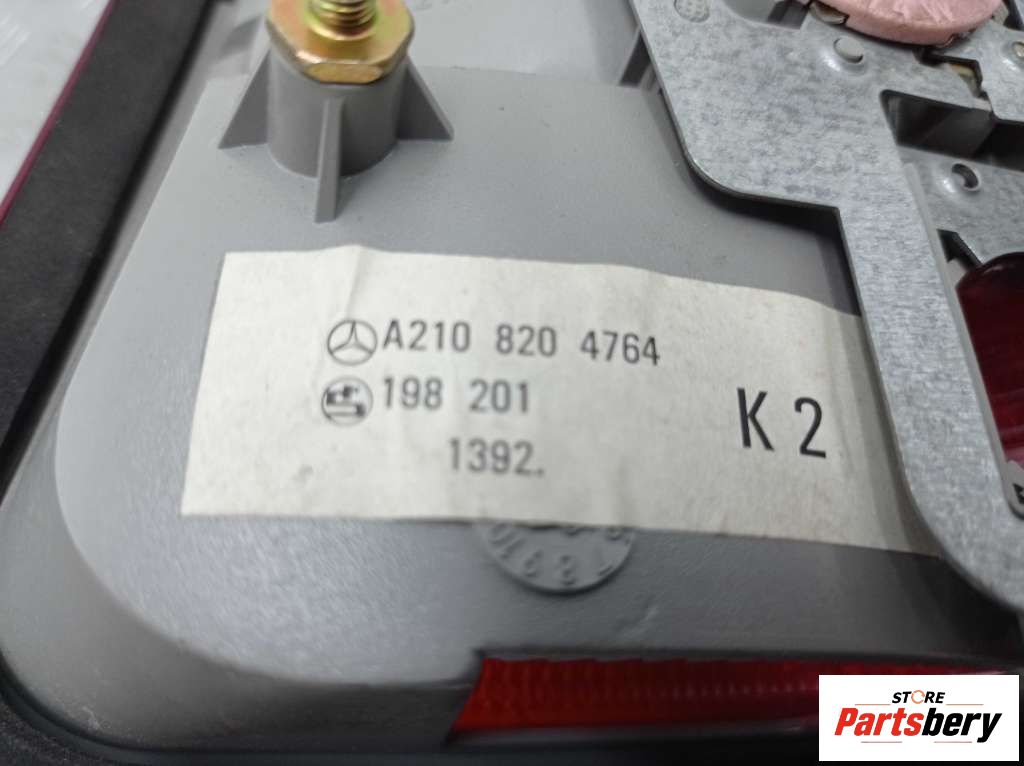 A210 820 4764
198 201
K 2
1392.
STORE
Partsbery